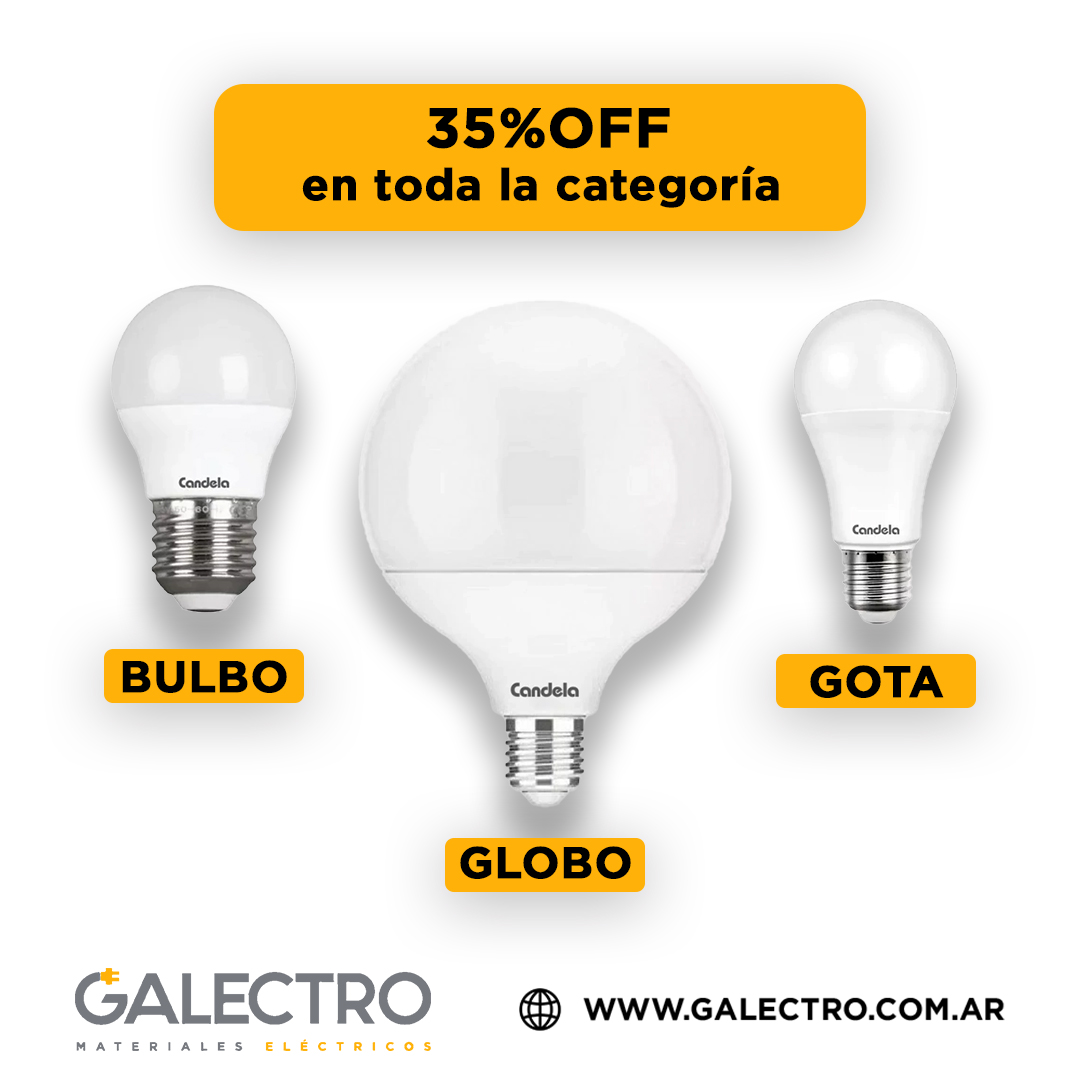 35%OFF
en toda la categoría
Candela
Candela
Candela
BULBO
GOTA
GLOBO
GALECTRO
MATERIALES ELÉCTRICOS
WWW.GALECTRO.COM.AR